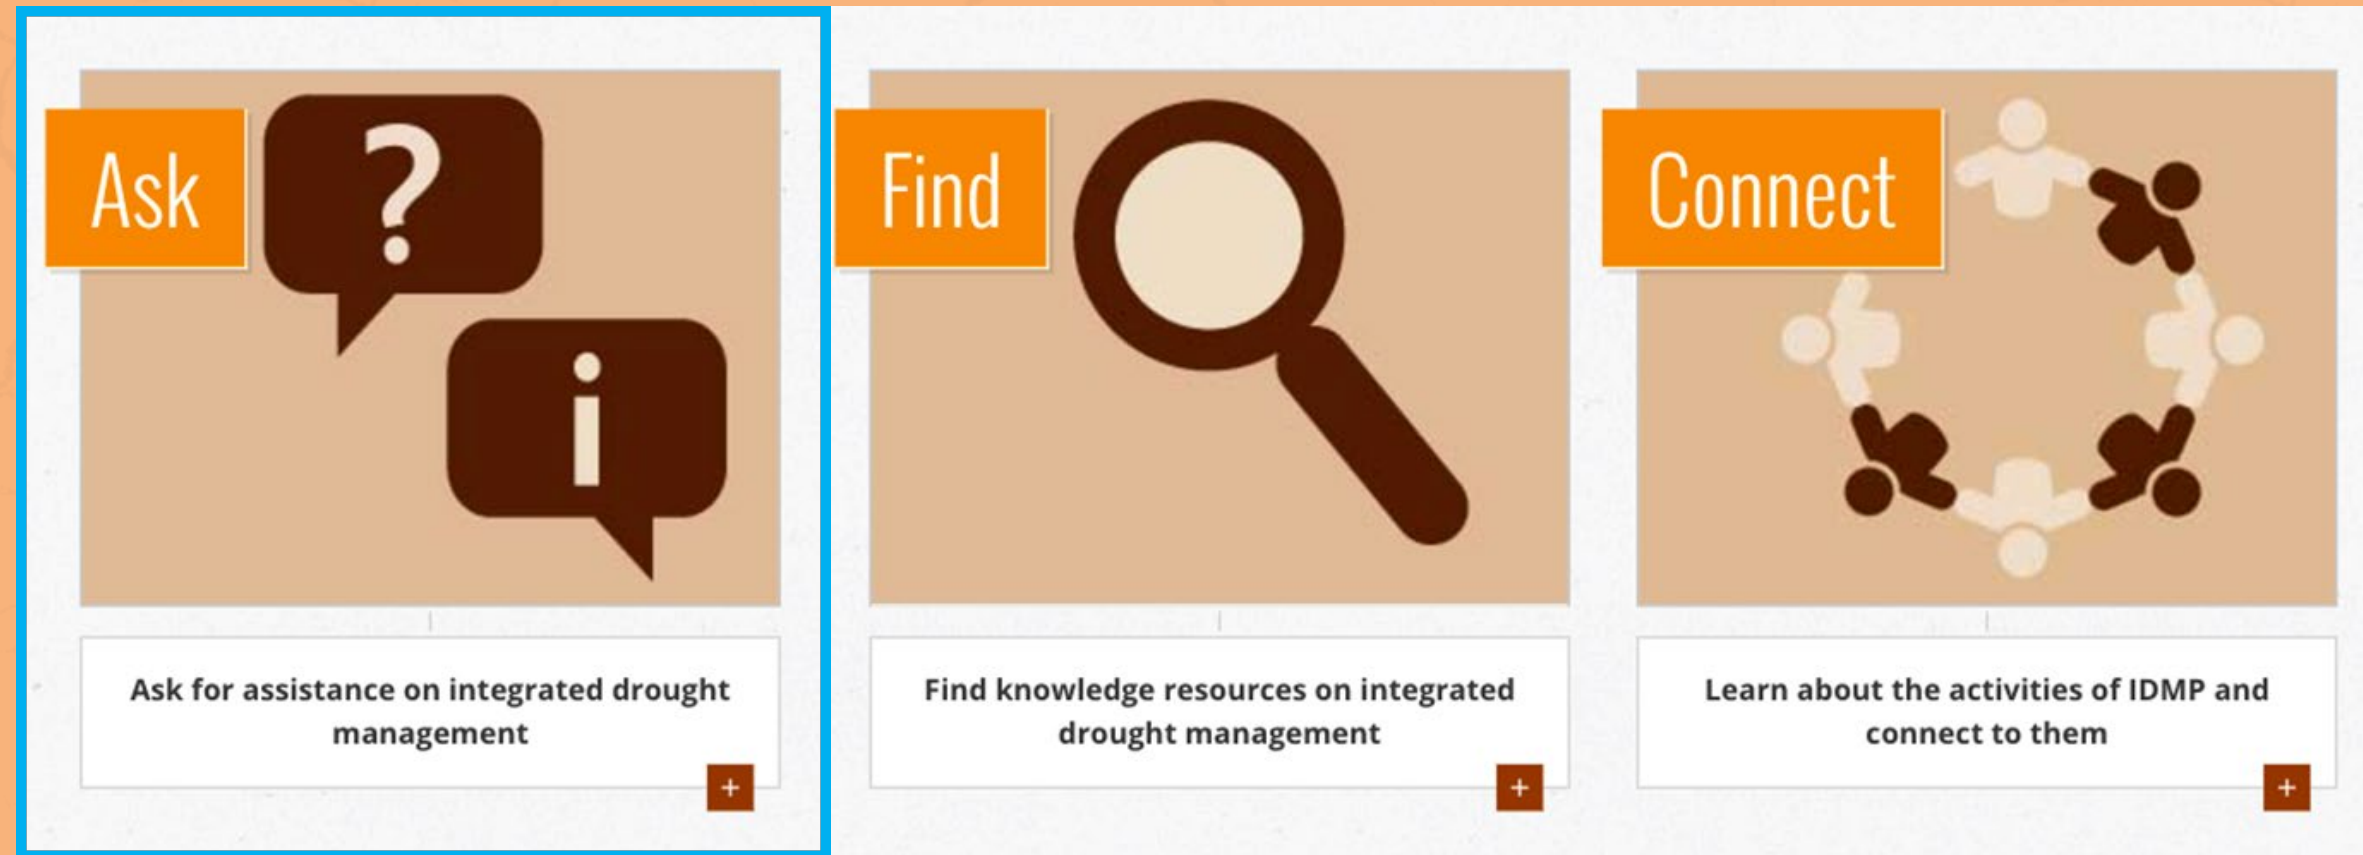 Ask
?
i
Ask for assistance on integrated drought
management
+
Find
Find knowledge resources on integrated
drought management
+
Connect
Learn about the activities of IDMP and
connect to them
+